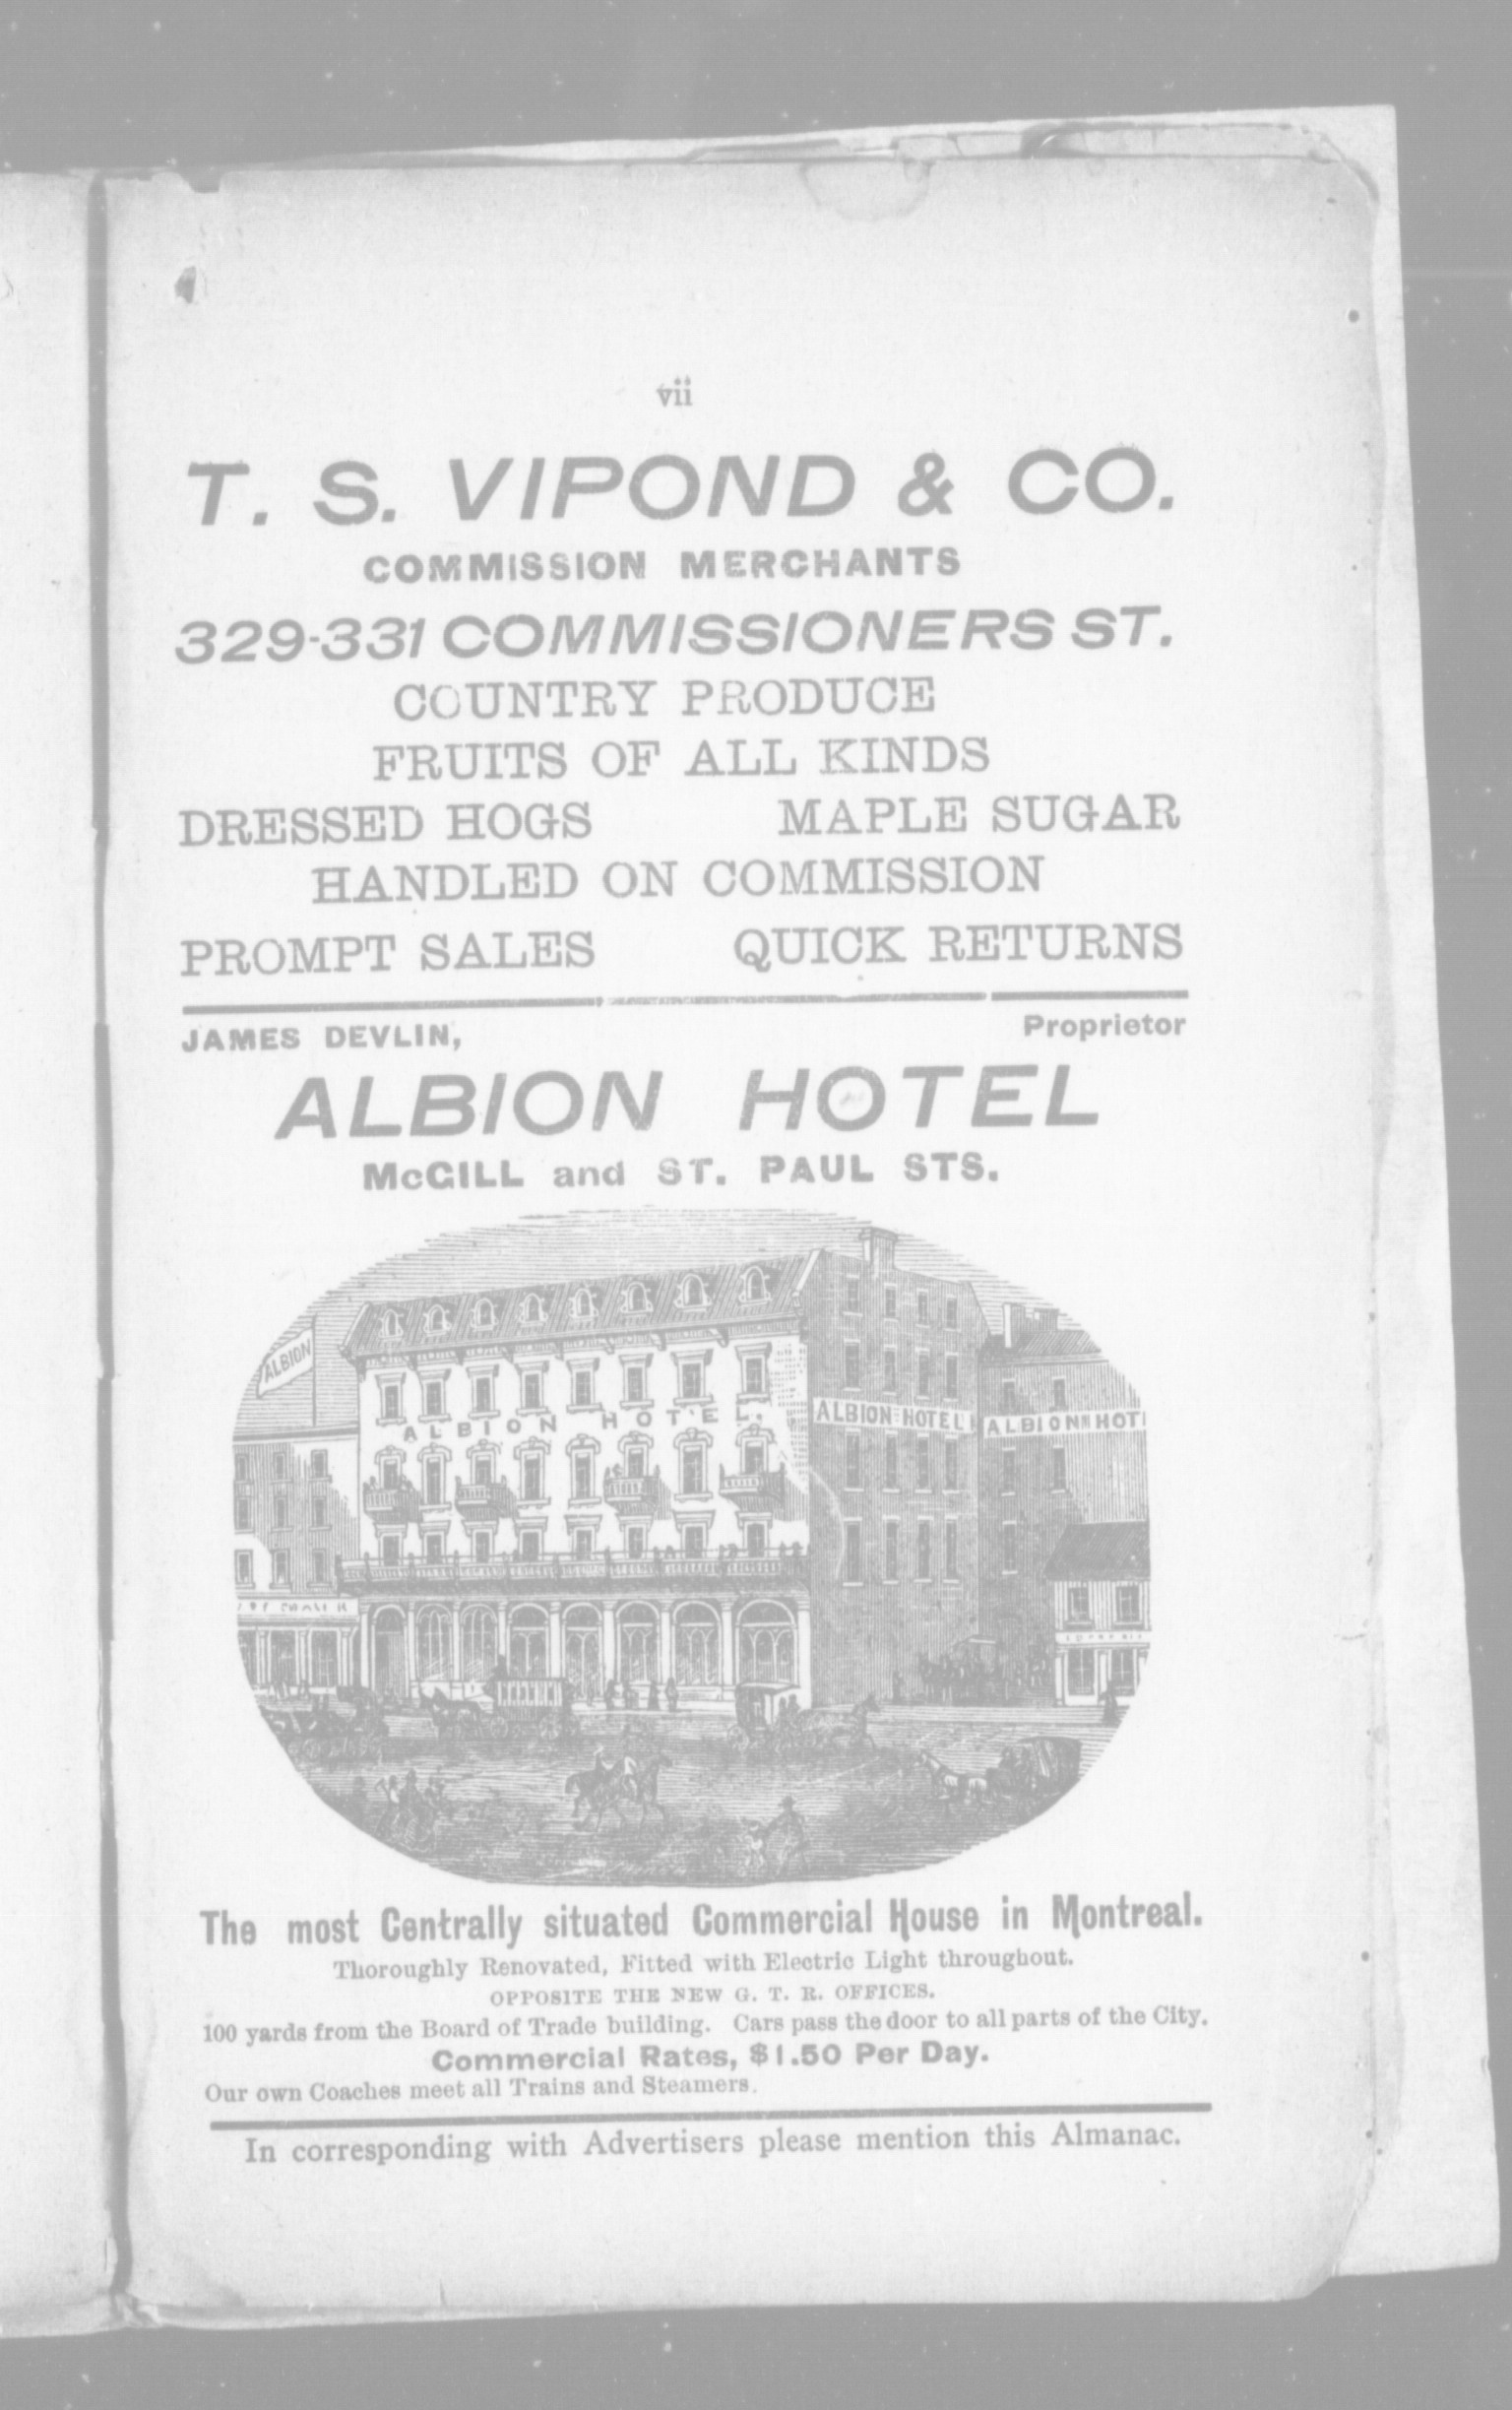 vii
T. S. VIPOND & CO.
COMMISSION MERCHANTS
329-331 COMMISSIONERS ST.
COUNTRY PRODUCE
FRUITS OF ALL KINDS
DRESSED HOGS MAPLE SUGAR
HANDLED ON COMMISSION
PROMPT SALES QUICK RETURNS
JAMES DEVLIN, Proprietor
ALBION HOTEL
McGILL and ST. PAUL STS.
ALBION
ALBION HOTEL.
ALBION HOTEL
ALBION HOT
The most Centrally situated Commercial House in Montreal.
Thoroughly Renovated, Fitted with Electric Light throughout.
OPPOSITE THE NEW G. T. R. OFFICES.
100 yards from the Board of Trade building. Cars pass the door to all parts of the City.
Commercial Rates, $1.50 Per Day.
Our own Coaches meet all Trains and Steamers.
In corresponding with Advertisers please mention this Almanac.